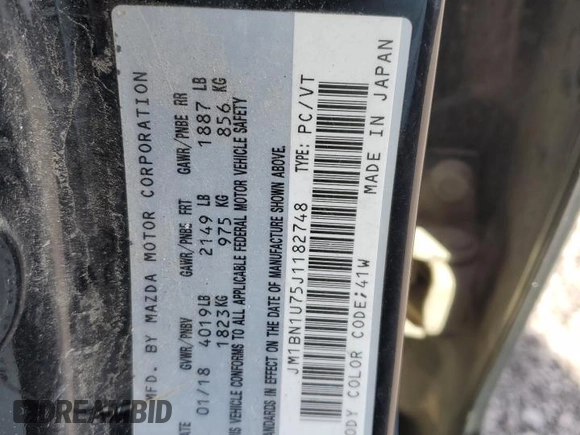 MFD. BY MAZDA MOTOR CORPORATION
GVWR/PNBV GAWR/PNBE FRT GAWR/PNBE RR
01/18 4019LB 2149 LB 1887 LB
1823KG 975 KG 856 KG
THIS VEHICLE CONFORMS TO ALL APPLICABLE FEDERAL MOTOR VEHICLE SAFETY
IN EFFECT ON THE DATE OF MANUFACTURE SHOWN ABOVE.
JM1BN1U75J1182748 TYPE: PC/VT
BODY COLOR CODE;41W MADE IN JAPAN
DREAMBID